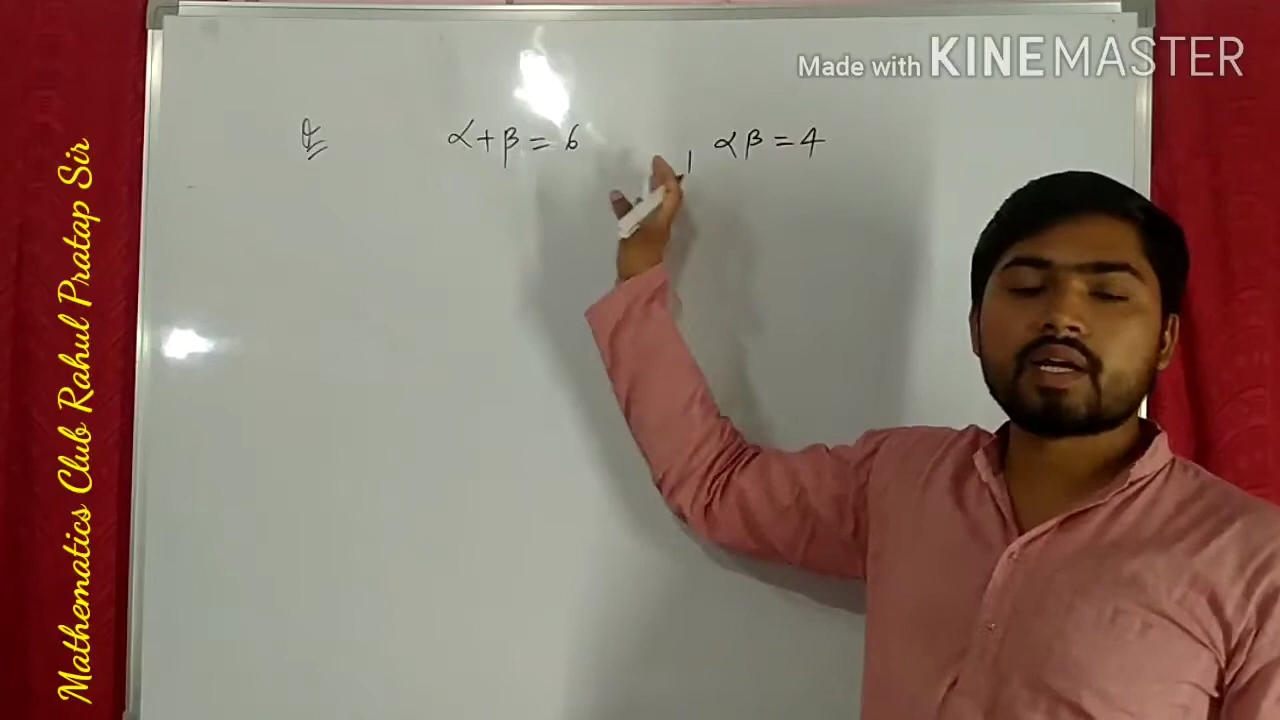 Made with KINEMASTER
Q α+β = 6 , αβ = 4
Mathematics Club Rahul Pratap Sir